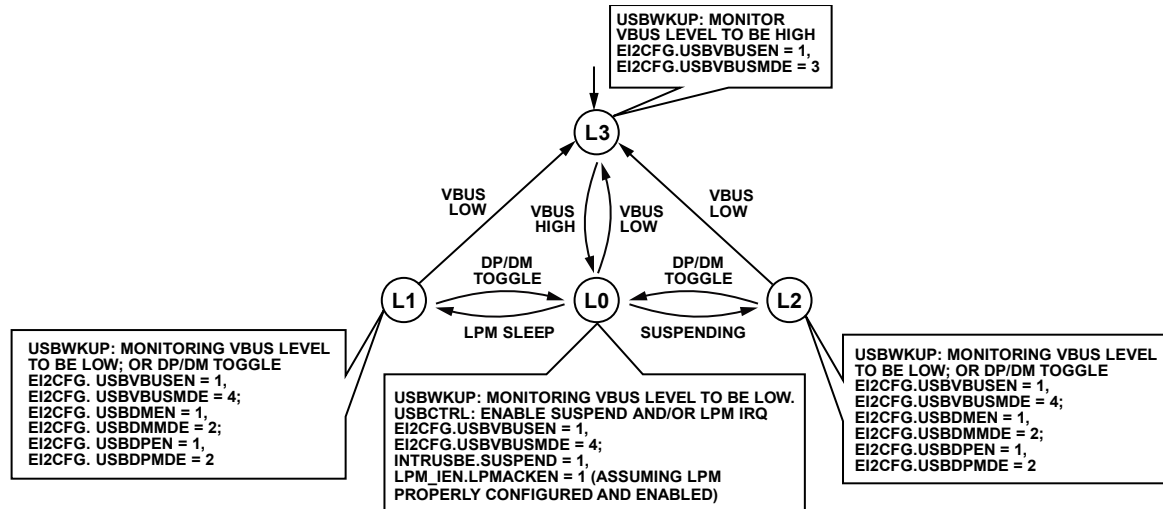 USBWKUP: MONITOR
VBUS LEVEL TO BE HIGH
EI2CFG.USBVBUSEN = 1,
EI2CFG.USBVBUSMDE = 3
L3
VBUS
LOW
VBUS
HIGH
VBUS
LOW
VBUS
LOW
DP/DM
TOGGLE
DP/DM
TOGGLE
L1
L0
L2
LPM SLEEP
SUSPENDING
USBWKUP: MONITORING VBUS LEVEL
TO BE LOW; OR DP/DM TOGGLE
EI2CFG. USBVBUSEN = 1,
EI2CFG. USBVBUSMDE = 4;
EI2CFG. USBDMEN = 1,
EI2CFG. USBDMMDE = 2;
EI2CFG. USBDPEN = 1,
EI2CFG. USBDPMDE = 2
USBWKUP: MONITORING VBUS LEVEL TO BE LOW.
USBCTRL: ENABLE SUSPEND AND/OR LPM IRQ
EI2CFG.USBVBUSEN = 1,
EI2CFG.USBVBUSMDE = 4;
INTRUSBE.SUSPEND = 1,
LPM_IEN.LPMACKEN = 1 (ASSUMING LPM
PROPERLY CONFIGURED AND ENABLED)
USBWKUP: MONITORING VBUS LEVEL
TO BE LOW; OR DP/DM TOGGLE
EI2CFG.USBVBUSEN = 1,
EI2CFG.USBVBUSMDE = 4;
EI2CFG.USBDMEN = 1,
EI2CFG.USBDMMDE = 2;
EI2CFG.USBDPEN = 1,
EI2CFG.USBDPMDE = 2